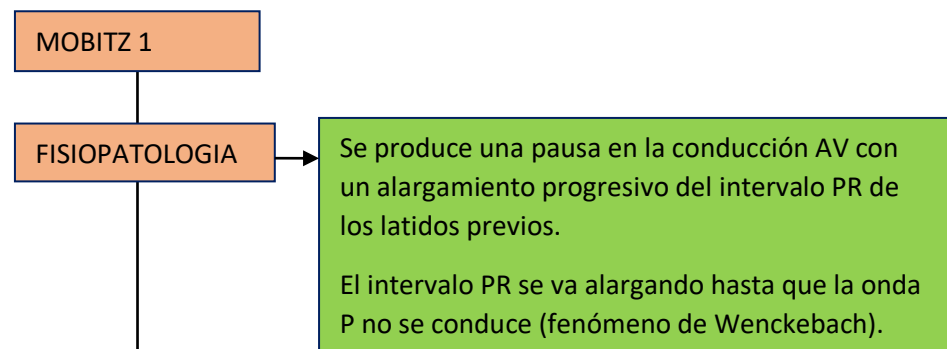 MOBITZ 1
FISIOPATOLOGIA
Se produce una pausa en la conducción AV con
un alargamiento progresivo del intervalo PR de
los latidos previos.
El intervalo PR se va alargando hasta que la onda
P no se conduce (fenómeno de Wenckebach).